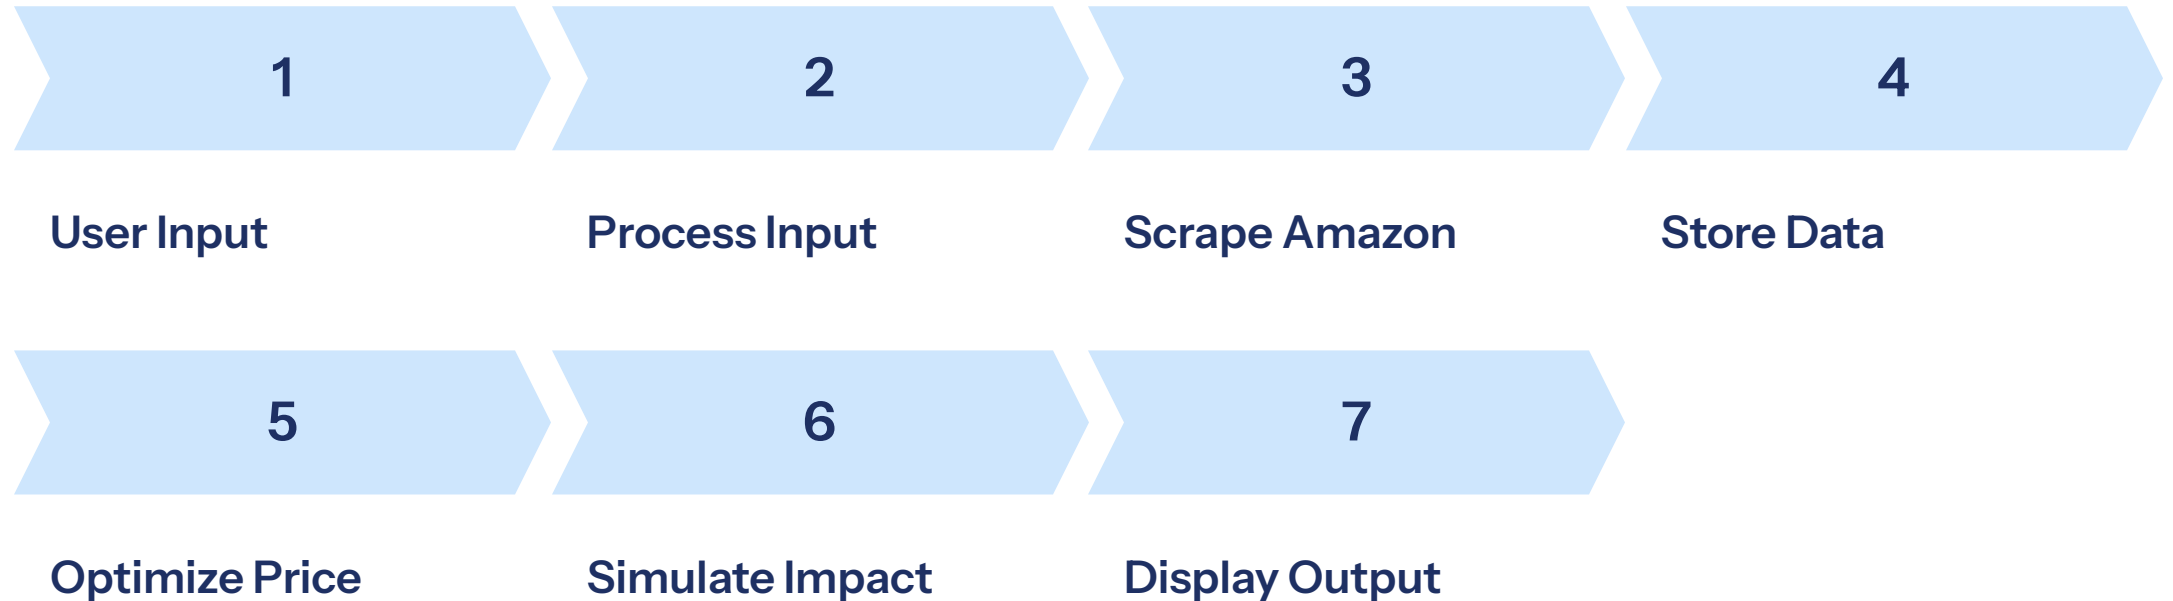 1
2
3
4
User Input
Process Input
Scrape Amazon
Store Data
5
6
7
Optimize Price
Simulate Impact
Display Output